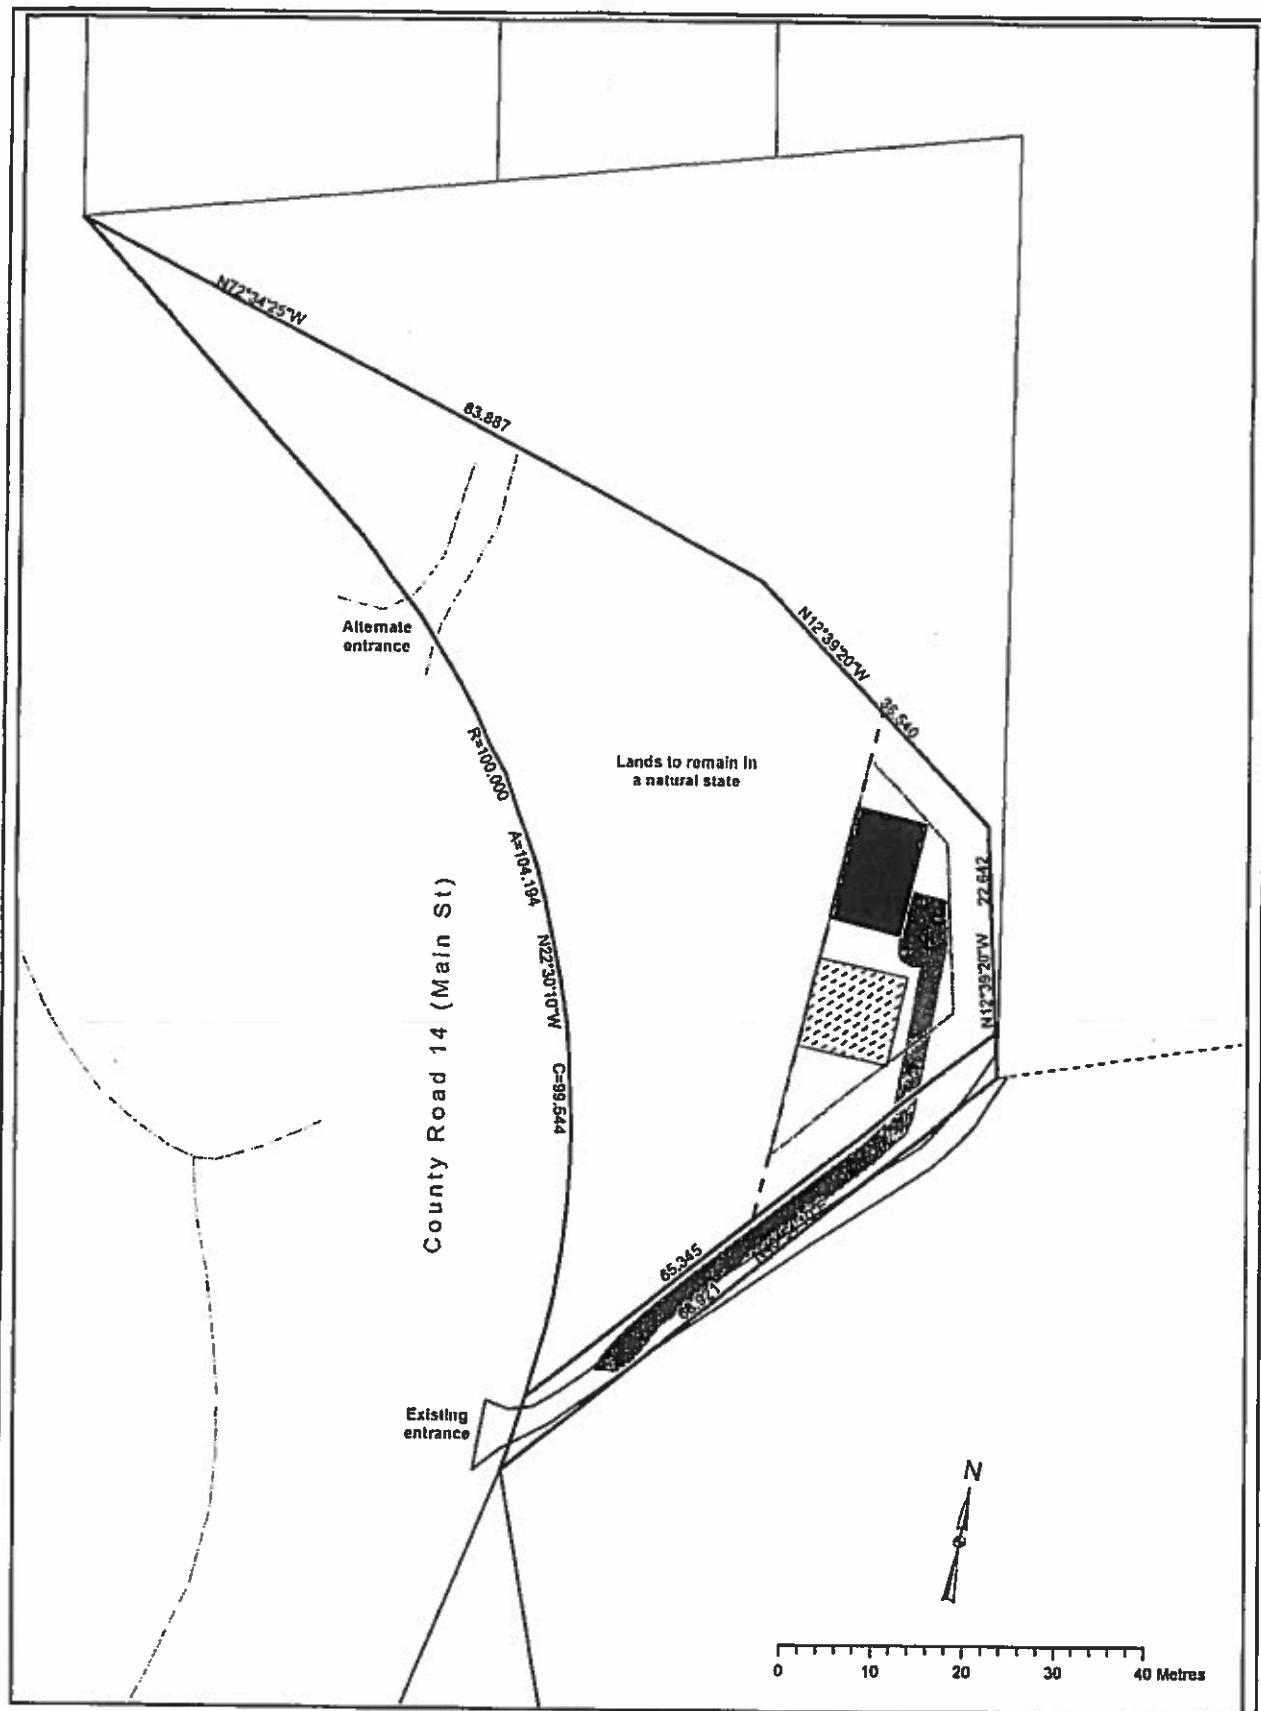 N72°34'25"W
83.887
Alternate
entrance
N12°39'20"W
Lands to remain in
a natural state
R=100.000
A=104.194
N22°30'10"W
C=99.544
22.642
N12°39'20"W
County Road 14 (Main St)
65.345
Existing
entrance
N
0 10 20 30 40 Metres